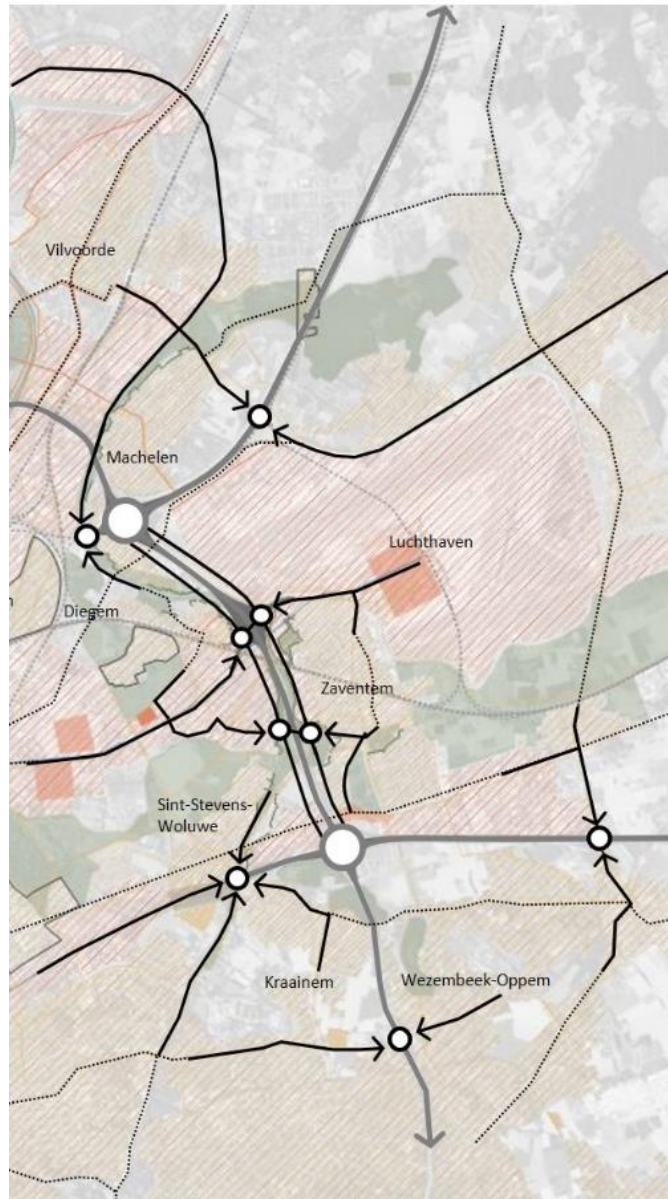 Vilvoorde
Machelen
Luchthaven
Diegem
Zaventem
Sint-Stevens-
Woluwe
Kraainem
Wezembeek-Oppem